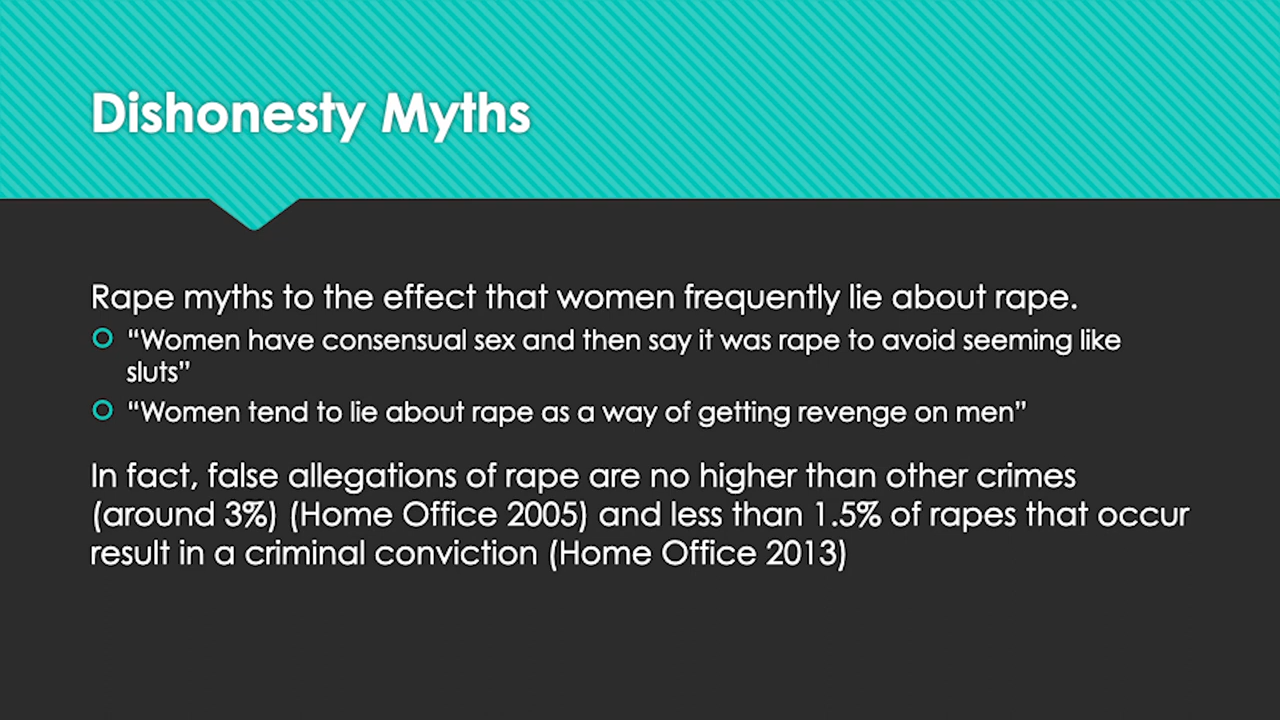 Dishonesty Myths
Rape myths to the effect that women frequently lie about rape.
“Women have consensual sex and then say it was rape to avoid seeming like
sluts”
“Women tend to lie about rape as a way of getting revenge on men”
In fact, false allegations of rape are no higher than other crimes
(around 3%) (Home Office 2005) and less than 1.5% of rapes that occur
result in a criminal conviction (Home Office 2013)